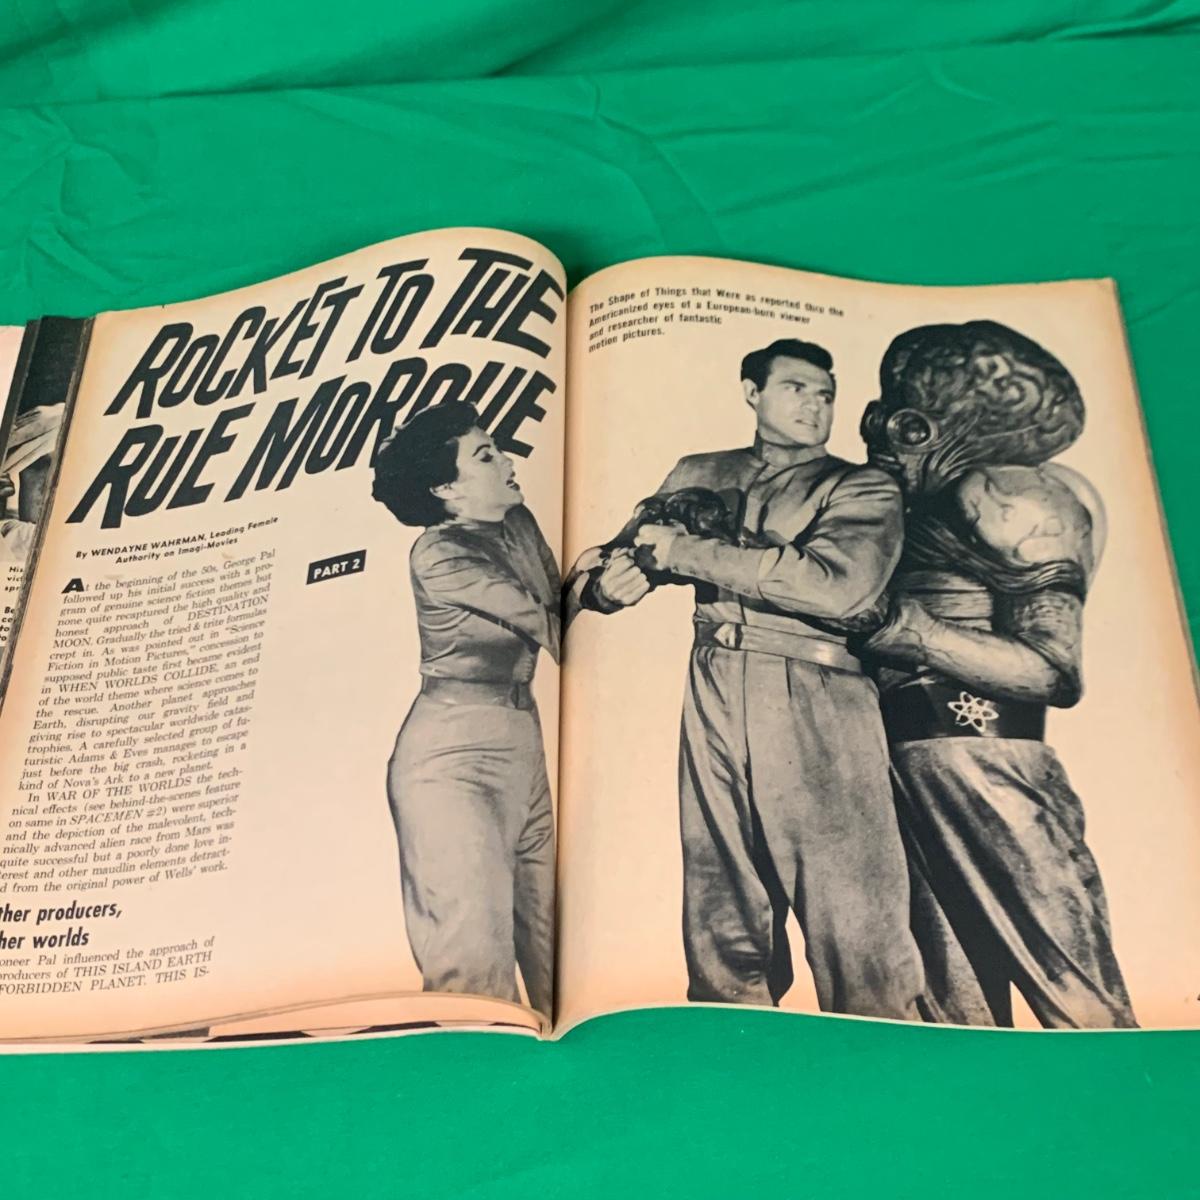 ROCKET TO THE
RUE MORGUE
By WENDAYNE WAHRMAN, Leading Female
Authority on Imagi-Movies
PART 2
At the beginning of the 50s, George Pal
followed up his initial success with a pro-
gram of genuine science fiction themes but
none quite recaptured the high quality and
honest approach of DESTINATION
MOON. Gradually the tried & trite formulas
crept in. As was pointed out in "Science
Fiction in Motion Pictures," concession to
supposed public taste first became evident
in WHEN WORLDS COLLIDE, an end
of the world theme where science comes to
the rescue. Another planet approaches
Earth, disrupting our gravity field and
giving rise to spectacular worldwide catas-
trophies. A carefully selected group of fu-
turistic Adams & Eves manages to escape
just before the big crash, rocketing in a
kind of Nova's Ark to a new planet.
In WAR OF THE WORLDS the tech-
nical effects (see behind-the-scenes feature
on same in SPACEMEN #2) were superior
and the depiction of the malevolent, tech-
nically advanced alien race from Mars was
quite successful but a poorly done love in-
terest and other maudlin elements detract-
d from the original power of Wells' work.
ther producers,
her worlds
oneer Pal influenced the approach of
producers of THIS ISLAND EARTH
FORBIDDEN PLANET. THIS IS-
The Shape of Things that Were as reported thru the
Americanized eyes of a European-born viewer
and researcher of fantastic
motion pictures.